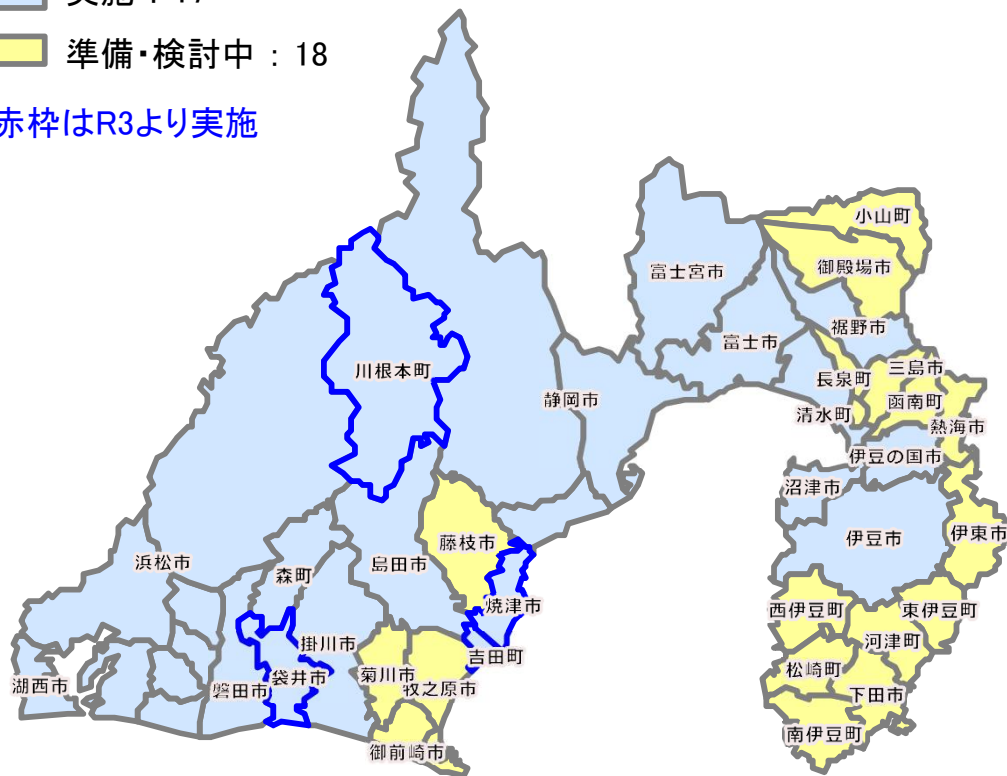 実施：17
準備・検討中：18
赤枠はR3より実施
小山町
御殿場市
富士宮市
裾野市
富士市
三島市
長泉町
川根本町
函南町
静岡市
清水町
熱海市
伊豆の国市
沼津市
伊東市
伊豆市
藤枝市
浜松市
島田市
森町
焼津市
西伊豆町
東伊豆町
河津町
掛川市
吉田町
松崎町
菊川市
袋井市
湖西市
磐田市
牧之原市
下田市
南伊豆町
御前崎市